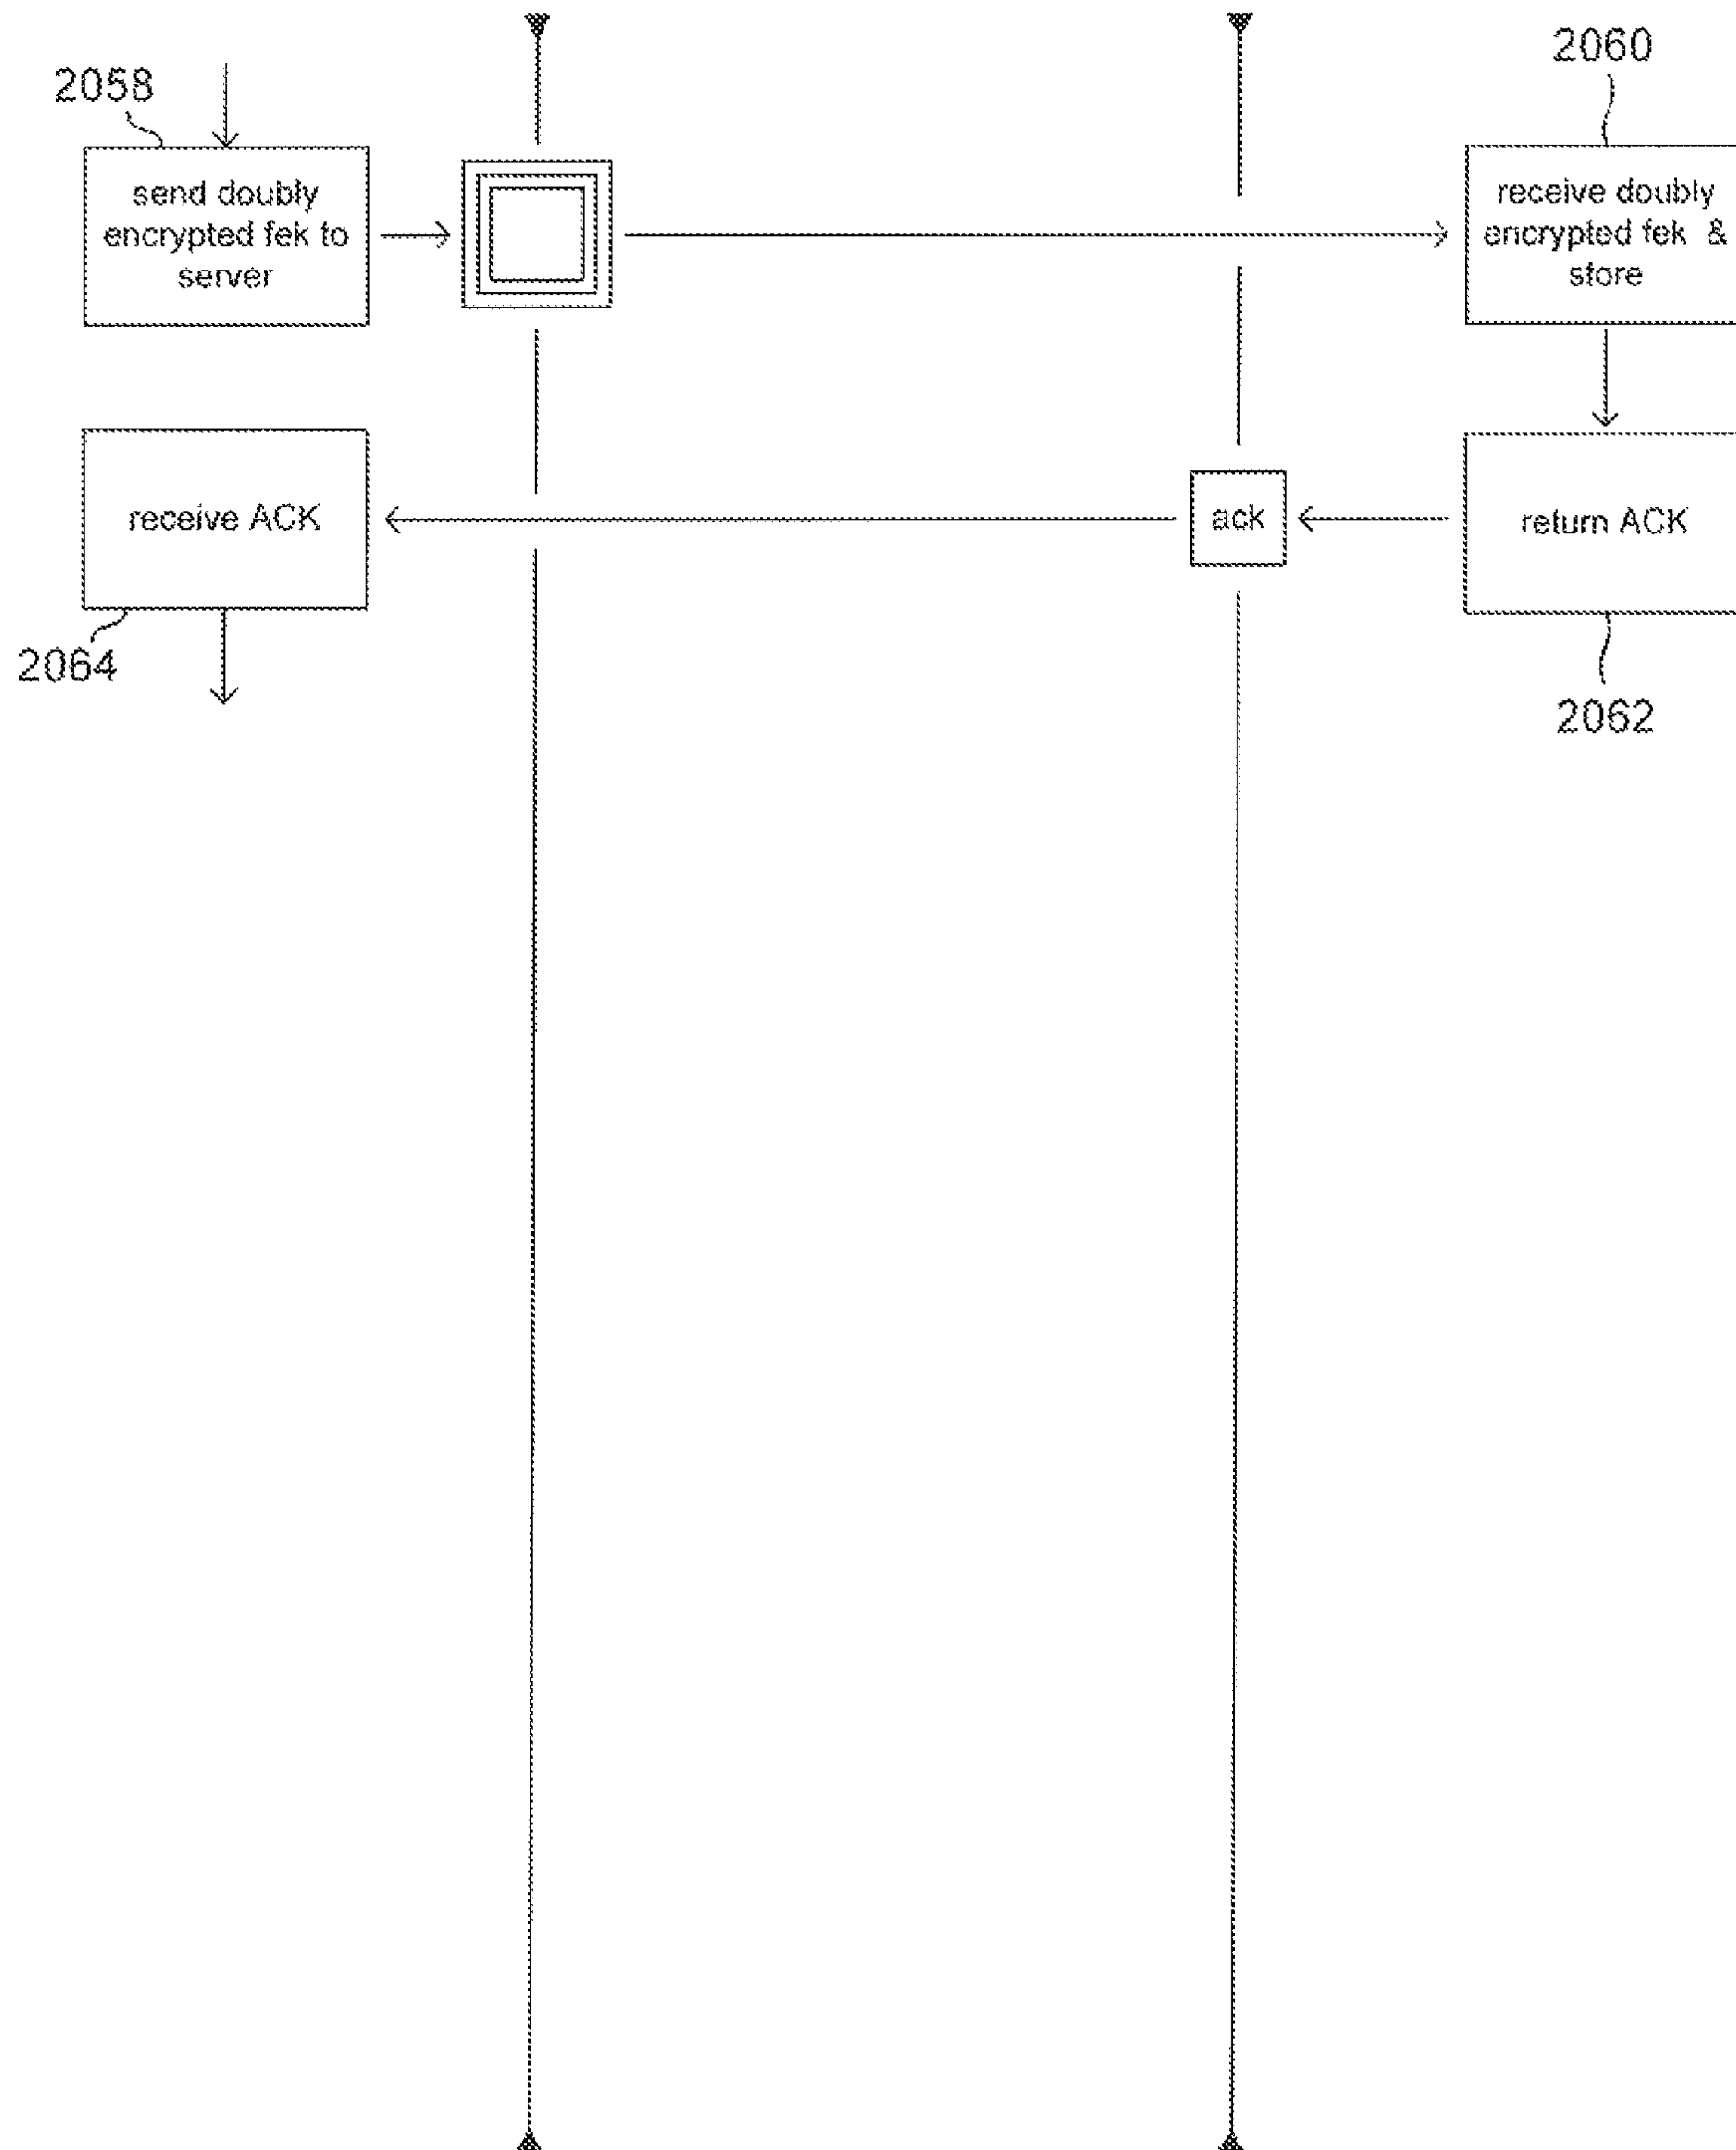 2058
2060
send doubly
encrypted fek to
server
receive doubly
encrypted fek &
store
receive ACK
ack
return ACK
2064
2062